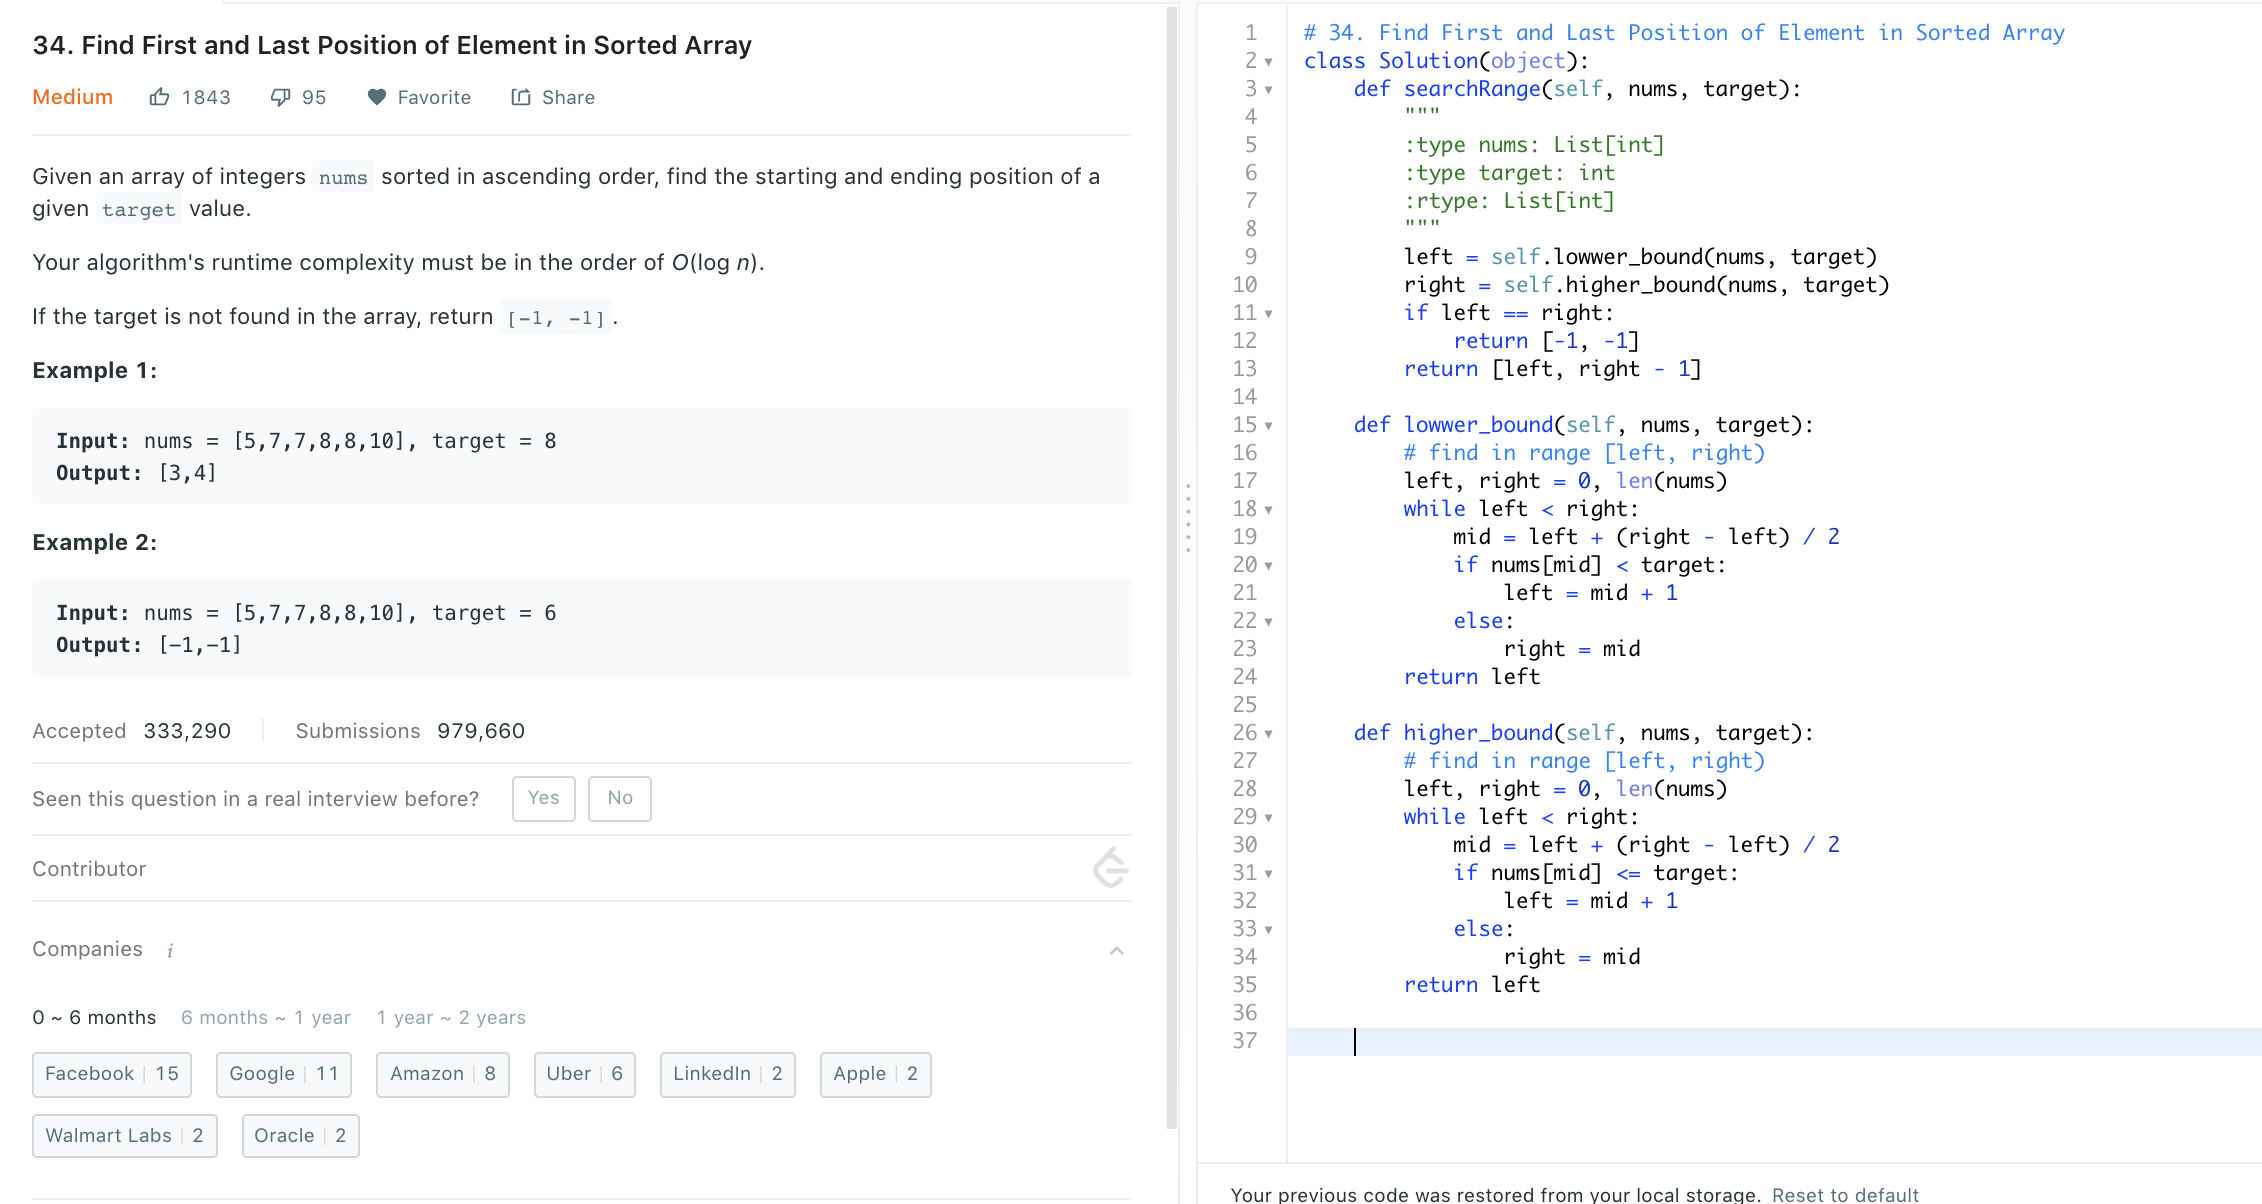 34. Find First and Last Position of Element in Sorted Array
Medium 1843 95 Favorite Share
Given an array of integers nums sorted in ascending order, find the starting and ending position of a
given target value.
Your algorithm's runtime complexity must be in the order of O(log n).
If the target is not found in the array, return [-1, -1].
Example 1:
Input: nums = [5,7,7,8,8,10], target = 8
Output: [3,4]
Example 2:
Input: nums = [5,7,7,8,8,10], target = 6
Output: [-1,-1]
Accepted 333,290 Submissions 979,660
Seen this question in a real interview before? Yes No
Contributor
Companies i
0 ~ 6 months 6 months ~ 1 year 1 year ~ 2 years
Facebook 15 Google 11 Amazon 8 Uber 6 LinkedIn 2 Apple 2
Walmart Labs 2 Oracle 2
1 # 34. Find First and Last Position of Element in Sorted Array
2 class Solution(object):
3     def searchRange(self, nums, target):
4         """
5         :type nums: List[int]
6         :type target: int
7         :rtype: List[int]
8         """
9         left = self.lowwer_bound(nums, target)
10         right = self.higher_bound(nums, target)
11         if left == right:
12             return [-1, -1]
13         return [left, right - 1]
14
15     def lowwer_bound(self, nums, target):
16         # find in range [left, right)
17         left, right = 0, len(nums)
18         while left < right:
19             mid = left + (right - left) / 2
20             if nums[mid] < target:
21                 left = mid + 1
22             else:
23                 right = mid
24         return left
25
26     def higher_bound(self, nums, target):
27         # find in range [left, right)
28         left, right = 0, len(nums)
29         while left < right:
30             mid = left + (right - left) / 2
31             if nums[mid] <= target:
32                 left = mid + 1
33             else:
34                 right = mid
35         return left
36
37
Your previous code was restored from your local storage. Reset to default